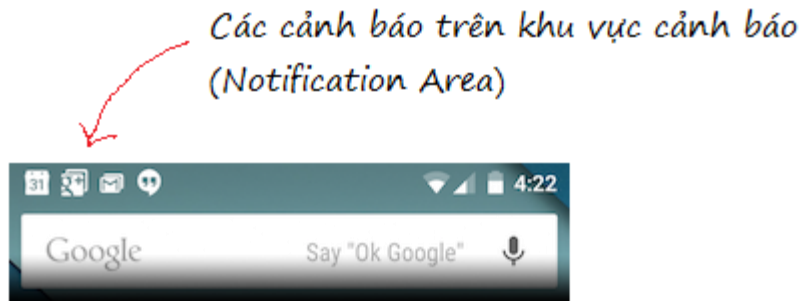 Các cảnh báo trên khu vực cảnh báo
(Notification Area)
31 4:22
Google Say "Ok Google"